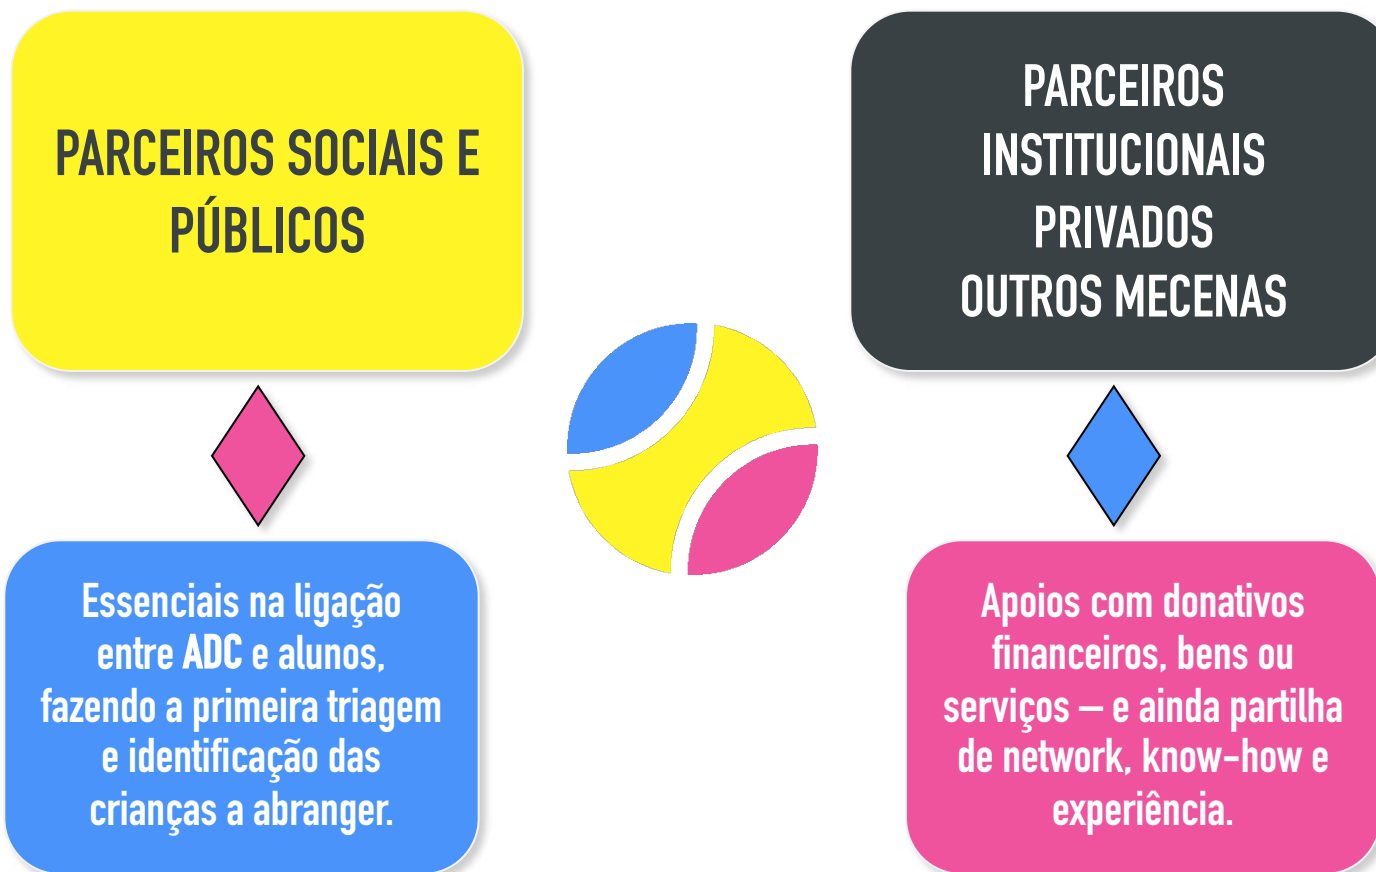 PARCEIROS SOCIAIS E
PÚBLICOS
Essenciais na ligação
entre ADC e alunos,
fazendo a primeira triagem
e identificação das
crianças a abranger.
PARCEIROS
INSTITUCIONAIS
PRIVADOS
OUTROS MECENAS
Apoios com donativos
financeiros, bens ou
serviços – e ainda partilha
de network, know-how e
experiência.